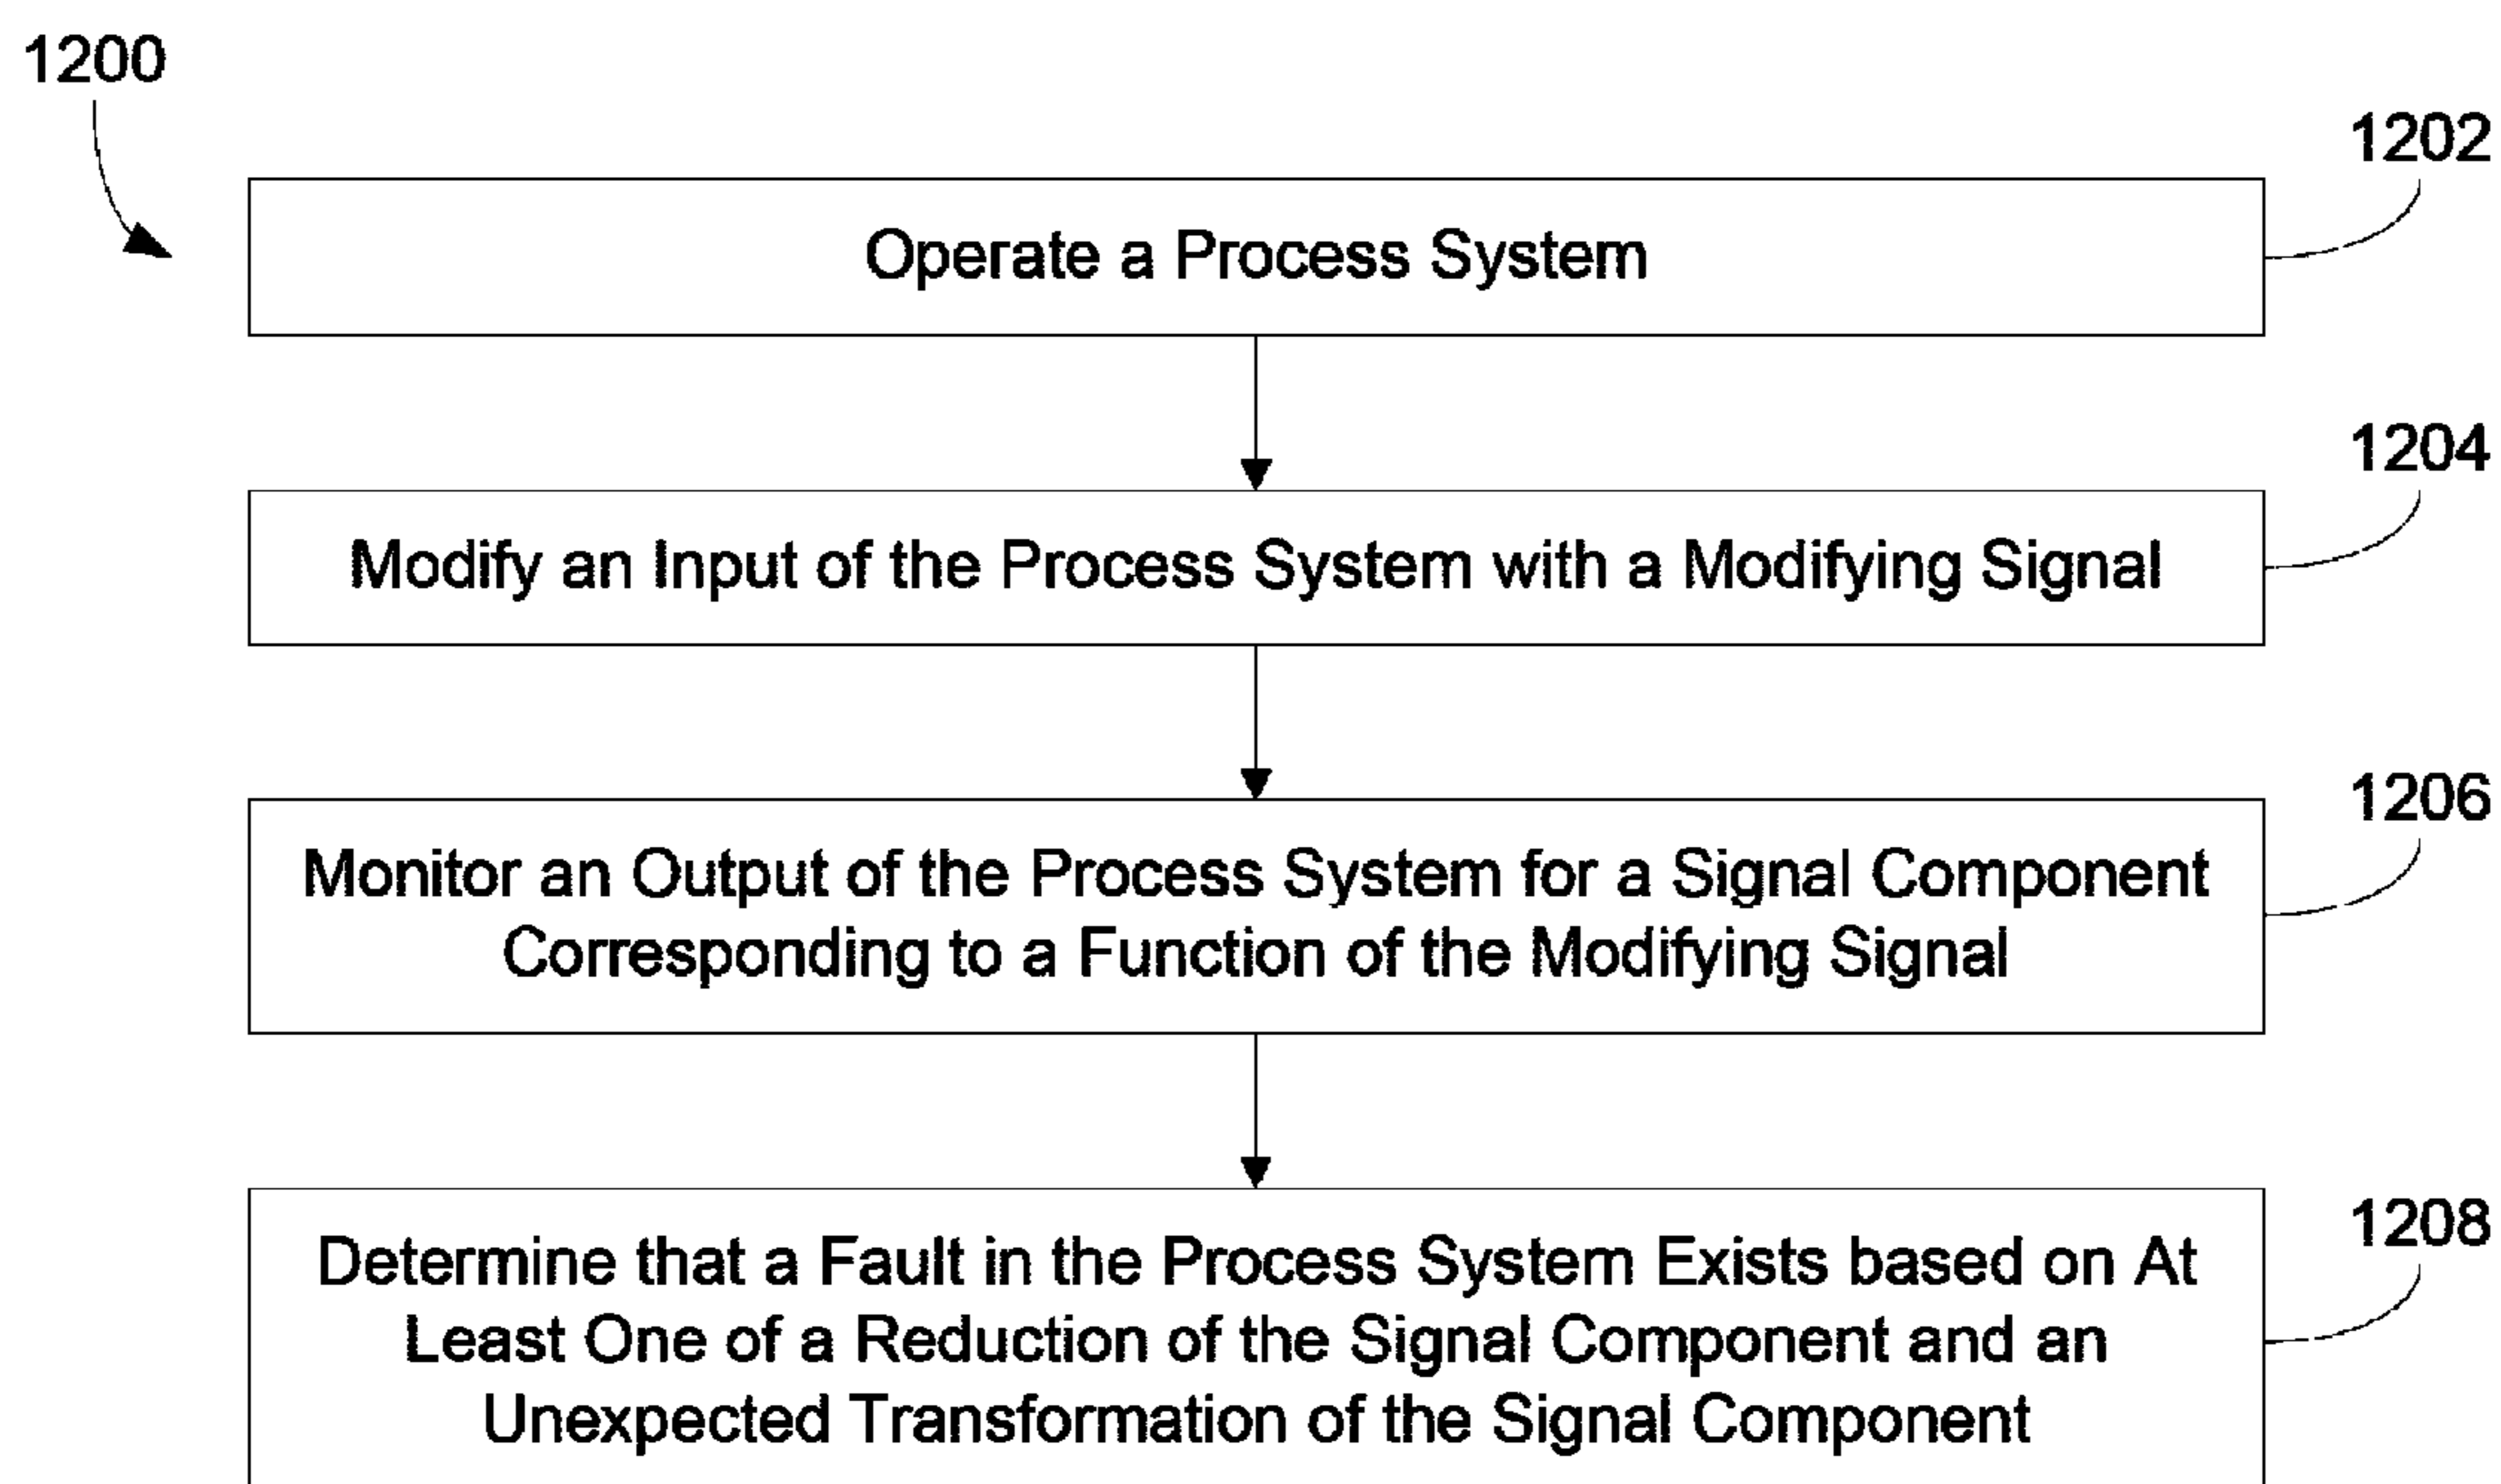 1200
1202
Operate a Process System
1204
Modify an Input of the Process System with a Modifying Signal
1206
Monitor an Output of the Process System for a Signal Component
Corresponding to a Function of the Modifying Signal
1208
Determine that a Fault in the Process System Exists based on At
Least One of a Reduction of the Signal Component and an
Unexpected Transformation of the Signal Component